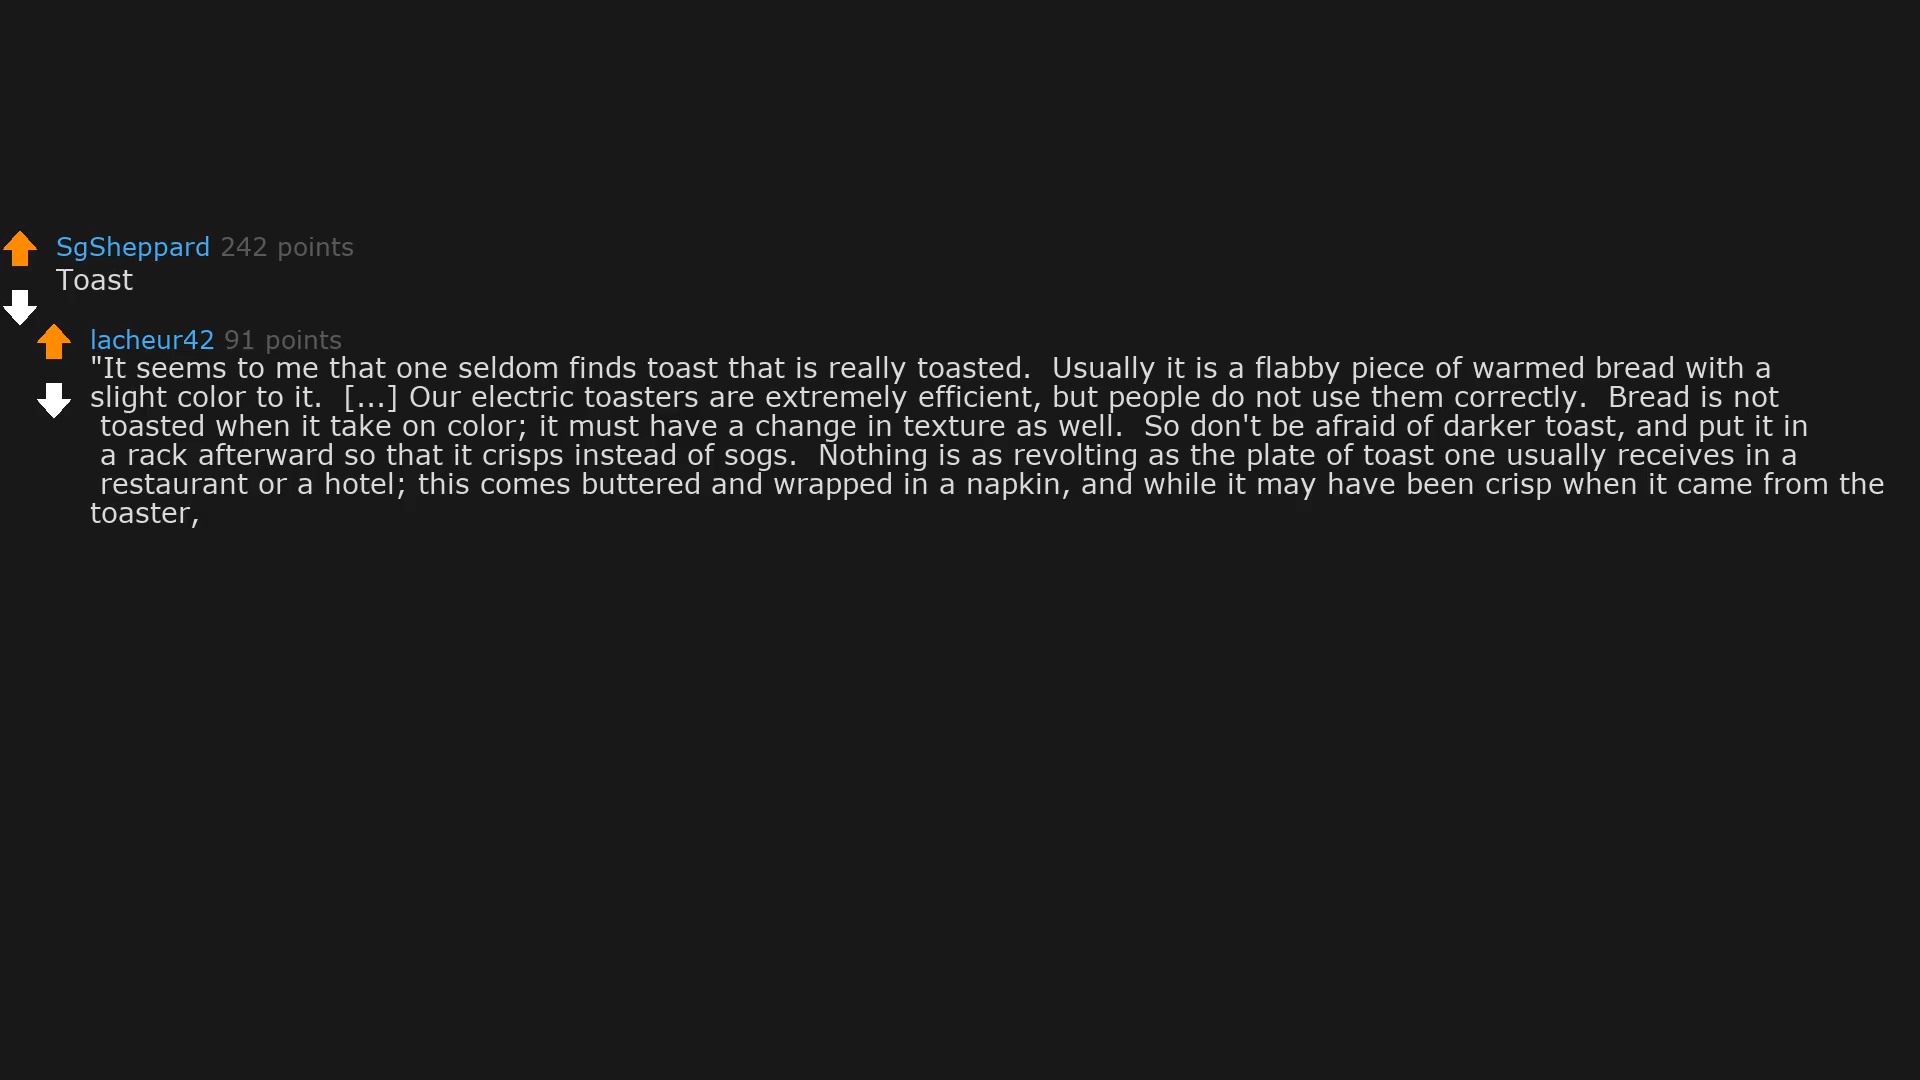 SgSheppard 242 points
Toast
lacheur42 91 points
"It seems to me that one seldom finds toast that is really toasted.  Usually it is a flabby piece of warmed bread with a
slight color to it.  [...] Our electric toasters are extremely efficient, but people do not use them correctly.  Bread is not
toasted when it take on color; it must have a change in texture as well.  So don't be afraid of darker toast, and put it in
a rack afterward so that it crisps instead of sogs.  Nothing is as revolting as the plate of toast one usually receives in a
restaurant or a hotel; this comes buttered and wrapped in a napkin, and while it may have been crisp when it came from the
toaster,